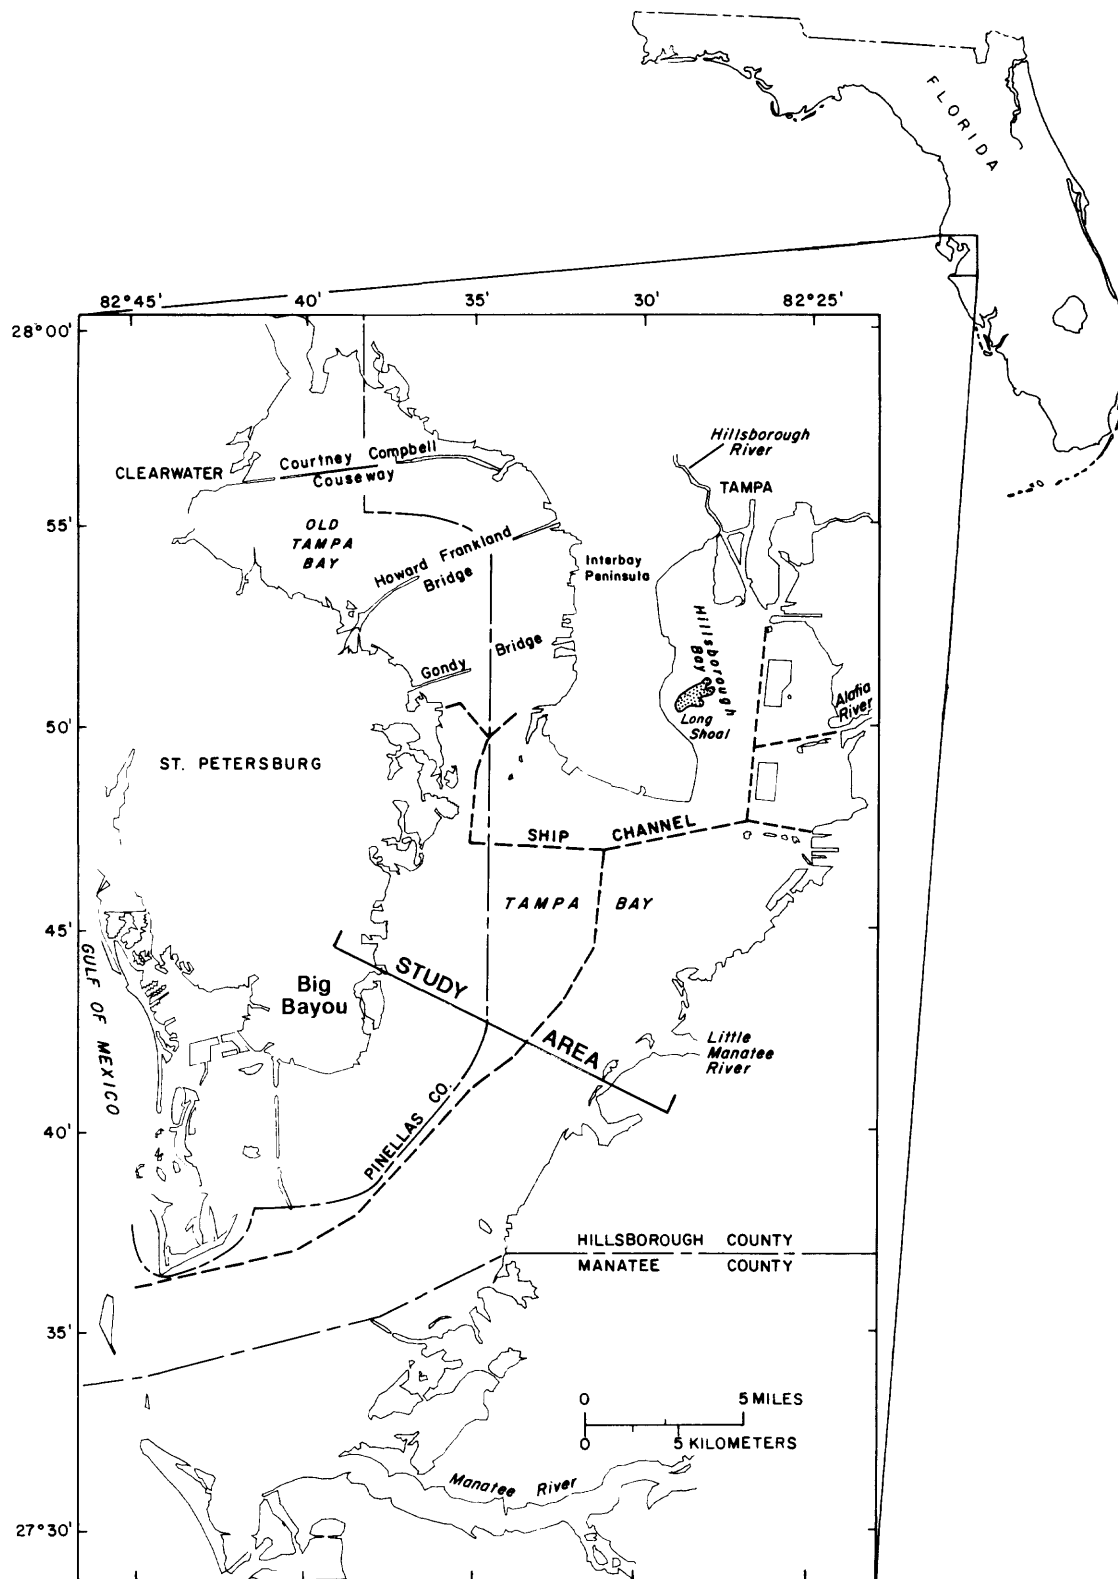 FLORIDA
82°45'
40'
35'
30'
82°25'
28°00'
Hillsborough
River
CLEARWATER
Courtney Campbell
Couseway
TAMPA
55'
OLD
TAMPA
BAY
Howard Frankland
Bridge
Interbay
Peninsula
Hillsborough
Bay
Gondy Bridge
Long
Shoal
Alafia
River
50'
ST. PETERSBURG
SHIP CHANNEL
TAMPA BAY
45'
GULF OF MEXICO
Big
Bayou
STUDY AREA
Little
Manatee
River
40'
PINELLAS CO.
HILLSBOROUGH COUNTY
MANATEE COUNTY
35'
0 5 MILES
0 5 KILOMETERS
Manatee River
27°30'